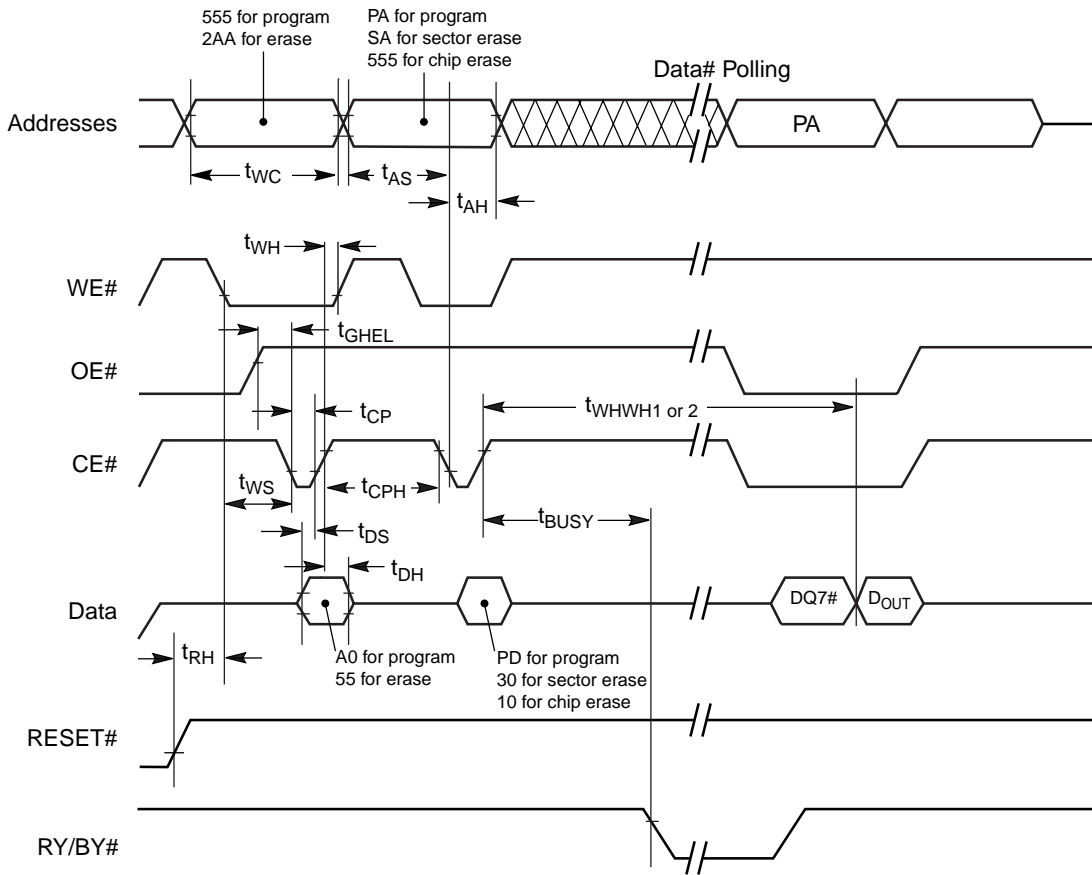 555 for program
2AA for erase
PA for program
SA for sector erase
555 for chip erase
Data# Polling
Addresses
PA
tWC
tAS
tAH
tWH
WE#
tGHEL
OE#
tWHWH1 or 2
tCP
CE#
tWS
tCPH
tBUSY
tDS
tDH
Data
DQ7#
DOUT
tRH
A0 for program
55 for erase
PD for program
30 for sector erase
10 for chip erase
RESET#
RY/BY#